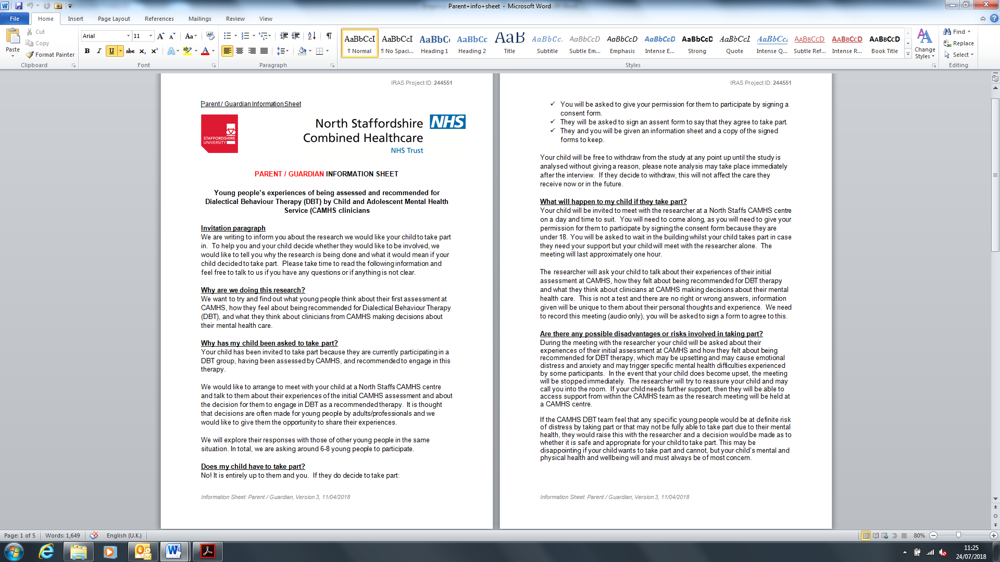 Parent+info+sheet - Microsoft Word
File
Home
Insert
Page Layout
References
Mailings
Review
View
Paste
Cut
Copy
Format Painter
Clipboard
Arial
11
Font
Paragraph
AaBbCcI
¶ Normal
AaBbCcI
¶ No Spaci...
AaBbCc
Heading 1
AaBbCc
Heading 2
AaB
Title
AaBbCc.
Subtitle
AaBbCcD
Subtle Em...
AaBbCcD
Emphasis
AaBbCcD
Intense E...
AaBbCcD
Strong
AaBbCcI
Quote
AaBbCc.
Intense Q...
AaBbCcD
Subtle Ref...
AaBbCcD
Intense R...
AaBbCcD
Book Title
Styles
Change
Styles
Find
Replace
Select
Editing
IRAS Project ID: 244551
Parent / Guardian Information Sheet
STAFFORDSHIRE
UNIVERSITY
North Staffordshire NHS
Combined Healthcare
NHS Trust
PARENT / GUARDIAN INFORMATION SHEET
Young people's experiences of being assessed and recommended for
Dialectical Behaviour Therapy (DBT) by Child and Adolescent Mental Health
Service (CAMHS clinicians
Invitation paragraph
We are writing to inform you about the research we would like your child to take part
in. To help you and your child decide whether they would like to be involved, we
would like to tell you why the research is being done and what it would mean if your
child decided to take part. Please take time to read the following information and
feel free to talk to us if you have any questions or if anything is not clear.
Why are we doing this research?
We want to try and find out what young people think about their first assessment at
CAMHS, how they feel about being recommended for Dialectical Behaviour Therapy
(DBT), and what they think about clinicians from CAMHS making decisions about
their mental health care.
Why has my child been asked to take part?
Your child has been invited to take part because they are currently participating in a
DBT group, having been assessed by CAMHS, and recommended to engage in this
therapy.
We would like to arrange to meet with your child at a North Staffs CAMHS centre
and talk to them about their experiences of the initial CAMHS assessment and about
the decision for them to engage in DBT as a recommended therapy. It is thought
that decisions are often made for young people by adults/professionals and we
would like to give them the opportunity to share their experiences.
We will explore their responses with those of other young people in the same
situation. In total, we are asking around 6-8 young people to participate.
Does my child have to take part?
No! It is entirely up to them and you. If they do decide to take part:
Information Sheet: Parent / Guardian, Version 3, 11/04/2018
IRAS Project ID: 244551
✓ You will be asked to give your permission for them to participate by signing a
consent form.
✓ They will be asked to sign an assent form to say that they agree to take part.
✓ They and you will be given an information sheet and a copy of the signed
forms to keep.
Your child will be free to withdraw from the study at any point up until the study is
analysed without giving a reason, please note analysis may take place immediately
after the interview. If they decide to withdraw, this will not affect the care they
receive now or in the future.
What will happen to my child if they take part?
Your child will be invited to meet with the researcher at a North Staffs CAMHS centre
on a day and time to suit. You will need to come along, as you will need to give your
permission for them to participate by signing the consent form because they are
under 18. You will be asked to wait in the building whilst your child takes part in case
they need your support but your child will meet with the researcher alone. The
meeting will last approximately one hour.
The researcher will ask your child to talk about their experiences of their initial
assessment at CAMHS, how they felt about being recommended for DBT therapy
and what they think about clinicians at CAMHS making decisions about their mental
health care. This is not a test and there are no right or wrong answers, information
given will be unique to them about their personal thoughts and experience. We need
to record this meeting (audio only), you will be asked to sign a form to agree to this.
Are there any possible disadvantages or risks involved in taking part?
During the meeting with the researcher your child will be asked about their
experiences of their initial assessment at CAMHS and how they felt about being
recommended for DBT therapy, which may be upsetting and may cause emotional
distress and anxiety and may trigger specific mental health difficulties experienced
by some participants. In the event that your child does become upset, the meeting
will be stopped immediately. The researcher will try to reassure your child and may
call you into the room. If your child needs further support, then they will be able to
access support from within the CAMHS team as the research meeting will be held at
a CAMHS centre.
If the CAMHS DBT team feel that any specific young people would be at definite risk
of distress by taking part or that may not be fully able to take part due to their mental
health, they would raise this with the researcher and a decision would be made as to
whether it is safe and appropriate for your child to take part. This may be
disappointing if your child wants to take part and cannot, but your child's mental and
physical health and wellbeing will and must always be of most concern.
Information Sheet: Parent / Guardian, Version 3, 11/04/2018
Page: 1 of 5
Words: 1,649
English (U.K.)
80%
11:25
24/07/2018